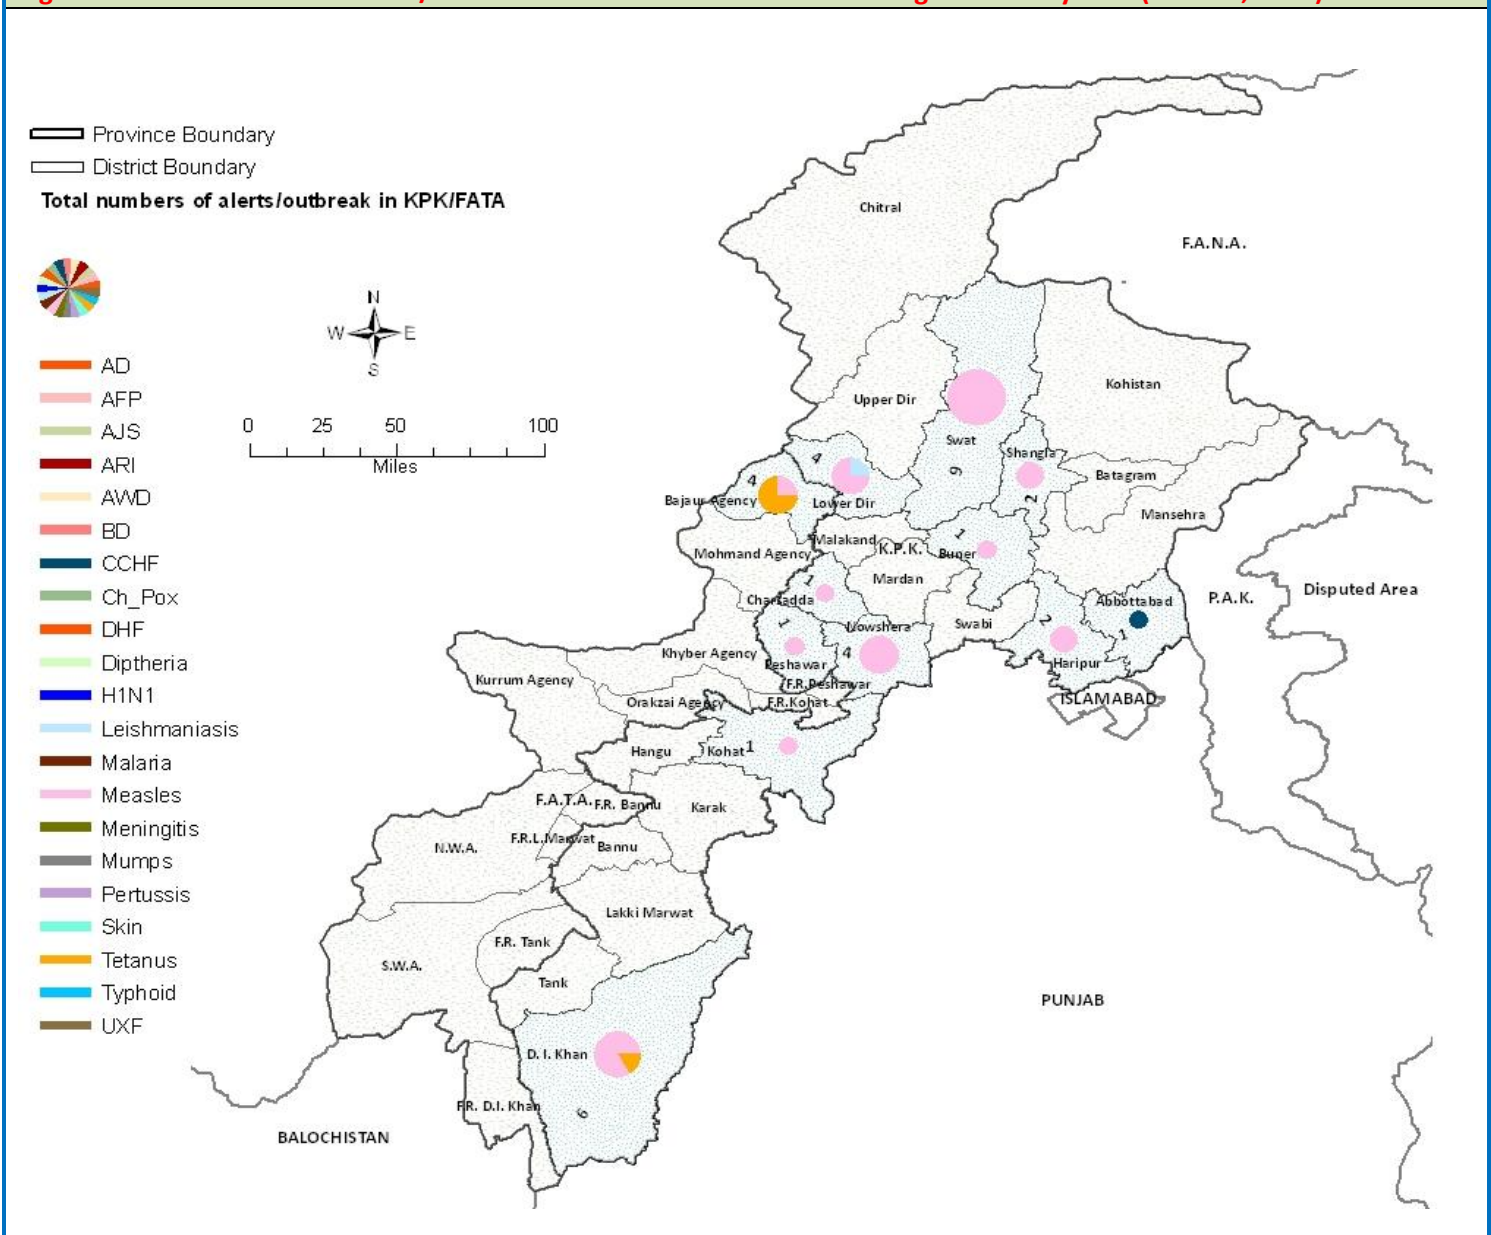 Province Boundary
District Boundary
Total numbers of alerts/outbreak in KPK/FATA
N
W E
S
0 25 50 100
Miles
AD
AFP
AJS
ARI
AWD
BD
CCHF
Ch_Pox
DHF
Diptheria
H1N1
Leishmaniasis
Malaria
Measles
Meningitis
Mumps
Pertussis
Skin
Tetanus
Typhoid
UXF
Chitral
F.A.N.A.
Kohistan
Upper Dir
Swat
9
Shangla
2
Batagram
Mansehra
4
Lower Dir
4
Bajaur Agency
Malakand
K.P.K.
1
Buner
Mohmand Agency
Mardan
1
Charsadda
Abbottabad
1
P.A.K.
Disputed Area
Nowshera
4
Swabi
2
Haripur
1
Peshawar
Khyber Agency
F.R.Peshawar
Kurrum Agency
Orakzai Agency
F.R.Kohat
ISLAMABAD
Hangu
Kohat 1
F.A.T.A.
F.R. Bannu
Karak
N.W.A.
F.R.L.Marwat
Bannu
Lakki Marwat
F.R. Tank
S.W.A.
Tank
PUNJAB
D. I. Khan
6
F.R. D.I. Khan
BALOCHISTAN